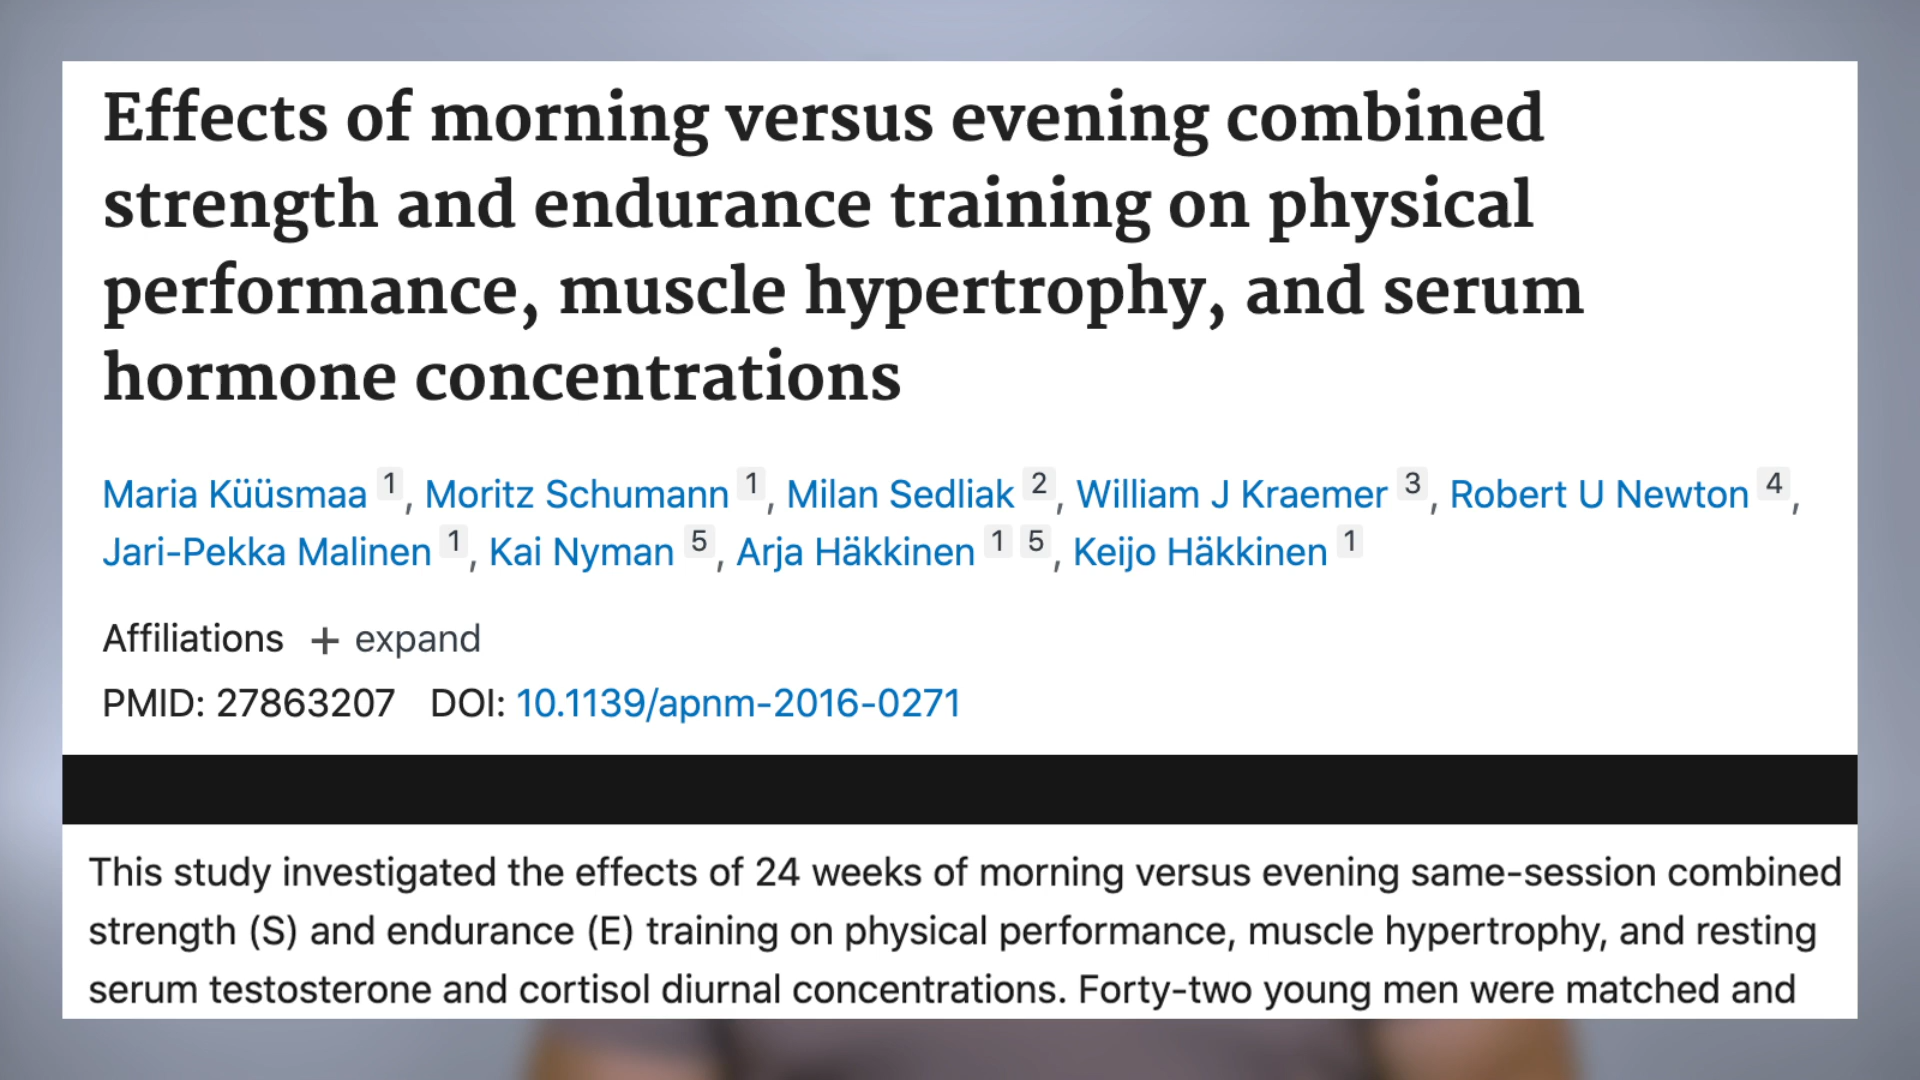 Effects of morning versus evening combined
strength and endurance training on physical
performance, muscle hypertrophy, and serum
hormone concentrations
Maria Küüsmaa 1, Moritz Schumann 1, Milan Sedliak 2, William J Kraemer 3, Robert U Newton 4,
Jari-Pekka Malinen 1, Kai Nyman 5, Arja Häkkinen 1 5, Keijo Häkkinen 1
Affiliations + expand
PMID: 27863207 DOI: 10.1139/apnm-2016-0271
This study investigated the effects of 24 weeks of morning versus evening same-session combined
strength (S) and endurance (E) training on physical performance, muscle hypertrophy, and resting
serum testosterone and cortisol diurnal concentrations. Forty-two young men were matched and